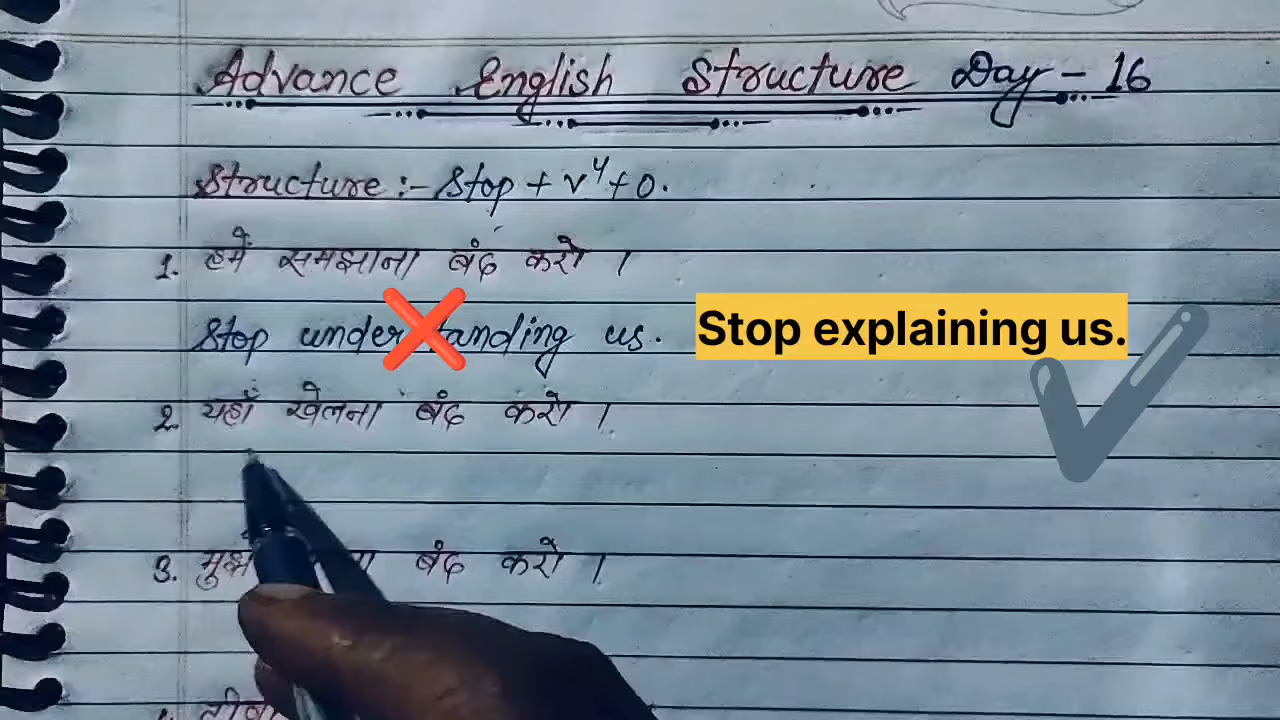 Advance English Structure Day - 16
Structure :- Stop + v⁴ + o.
1. हमें समझाना बंद करो ।
Stop understanding us. Stop explaining us.
2. यहाँ खेलना बंद करो ।
3. बंद करो ।